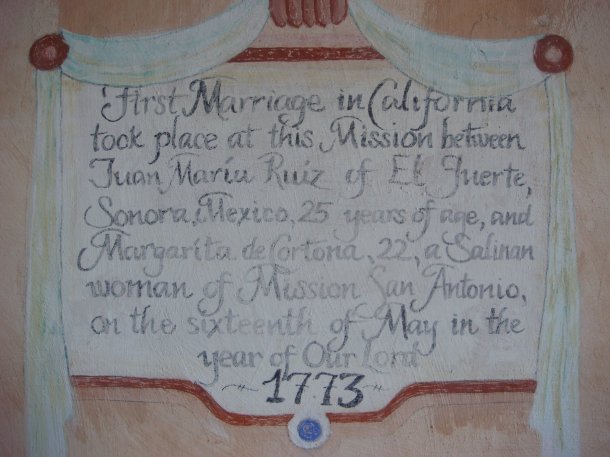 First Marriage in California
took place at this Mission between
Juan María Ruiz of El Fuerte,
Sonora, Mexico, 25 years of age, and
Margarita de Cortona, 22, a Salinan
woman of Mission San Antonio,
on the sixteenth of May in the
year of Our Lord
~ 1773 ~